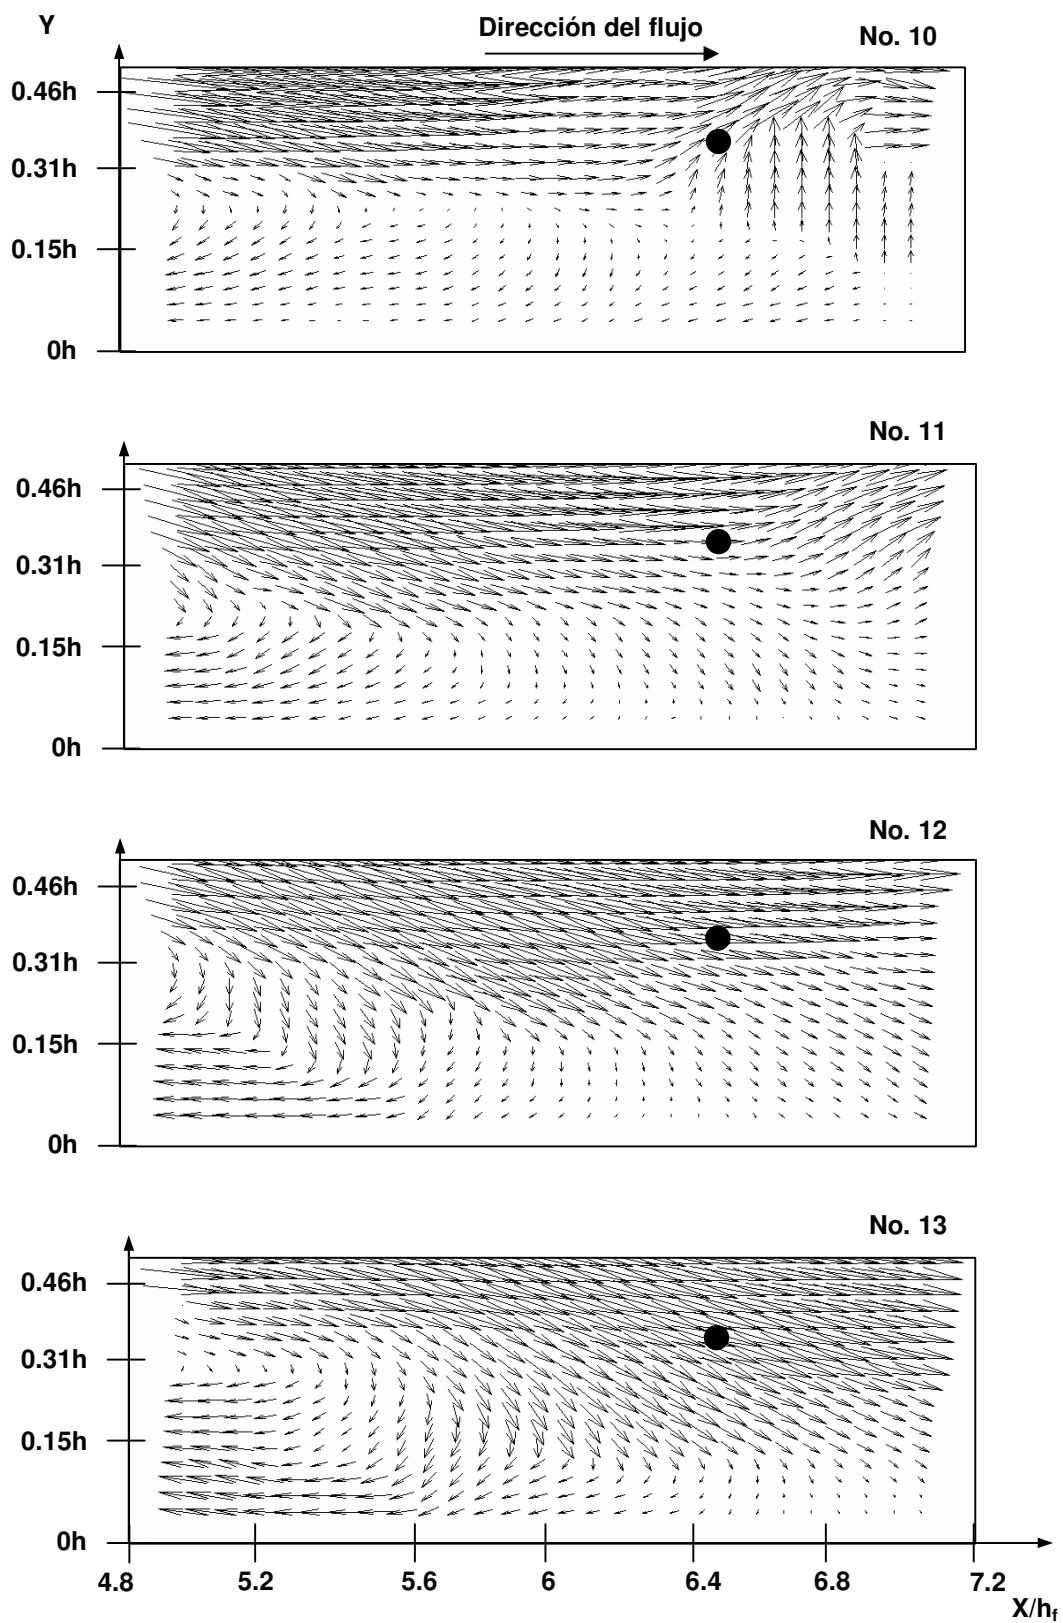 Y
Dirección del flujo
No. 10
0.46h
0.31h
0.15h
0h
No. 11
0.46h
0.31h
0.15h
0h
No. 12
0.46h
0.31h
0.15h
0h
No. 13
0.46h
0.31h
0.15h
0h
4.8 5.2 5.6 6 6.4 6.8 7.2
X/hf